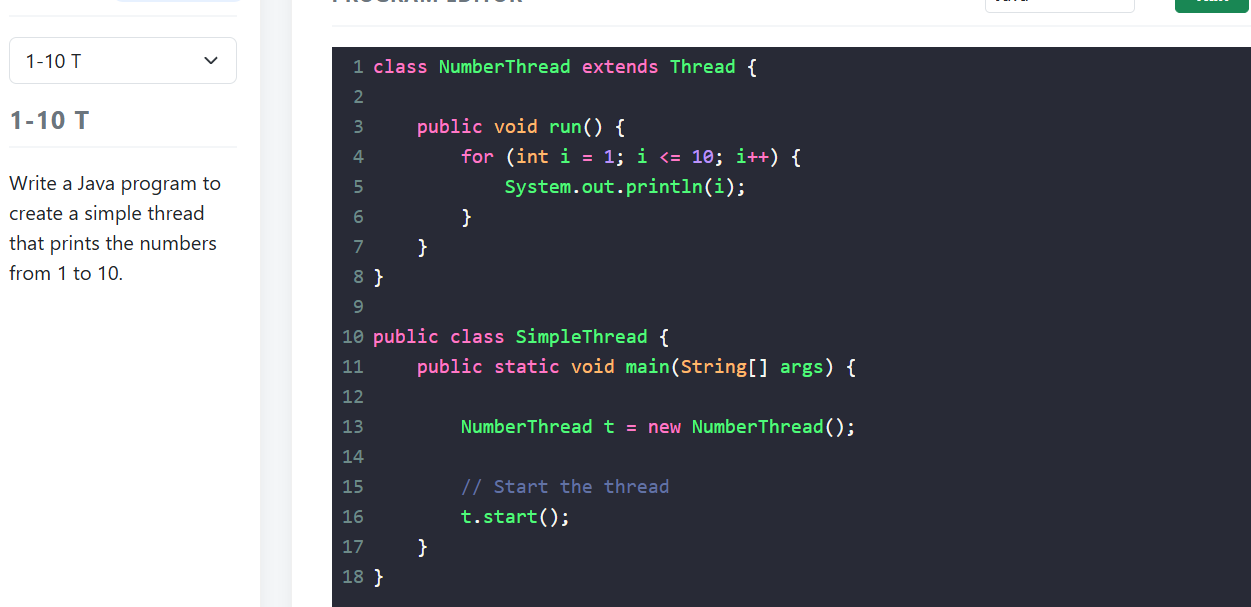 PROGRAM EDITOR
1-10 T
1-10 T
Write a Java program to
create a simple thread
that prints the numbers
from 1 to 10.
1 class NumberThread extends Thread {
2
3     public void run() {
4         for (int i = 1; i <= 10; i++) {
5             System.out.println(i);
6         }
7     }
8 }
9
10 public class SimpleThread {
11     public static void main(String[] args) {
12
13         NumberThread t = new NumberThread();
14
15         // Start the thread
16         t.start();
17     }
18 }